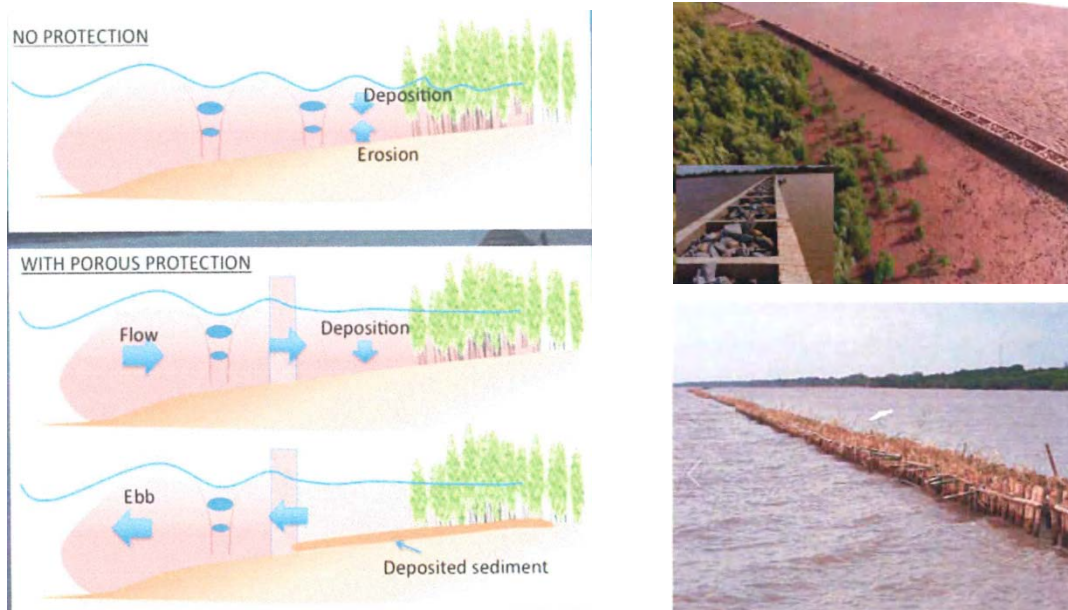 NO PROTECTION
Deposition
Erosion
WITH POROUS PROTECTION
Flow
Deposition
Ebb
Deposited sediment